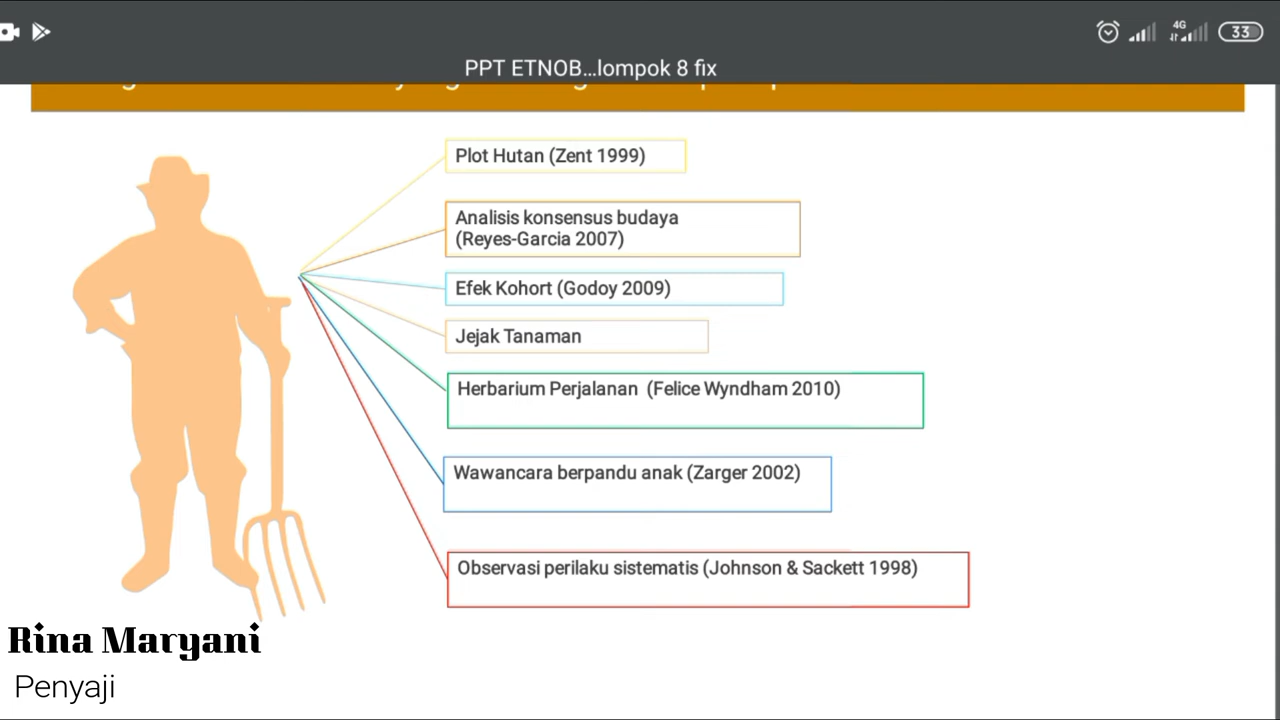 4G
33
PPT ETNOB...lompok 8 fix
Plot Hutan (Zent 1999)
Analisis konsensus budaya
(Reyes-Garcia 2007)
Efek Kohort (Godoy 2009)
Jejak Tanaman
Herbarium Perjalanan (Felice Wyndham 2010)
Wawancara berpandu anak (Zarger 2002)
Observasi perilaku sistematis (Johnson & Sackett 1998)
Rina Maryani
Penyaji